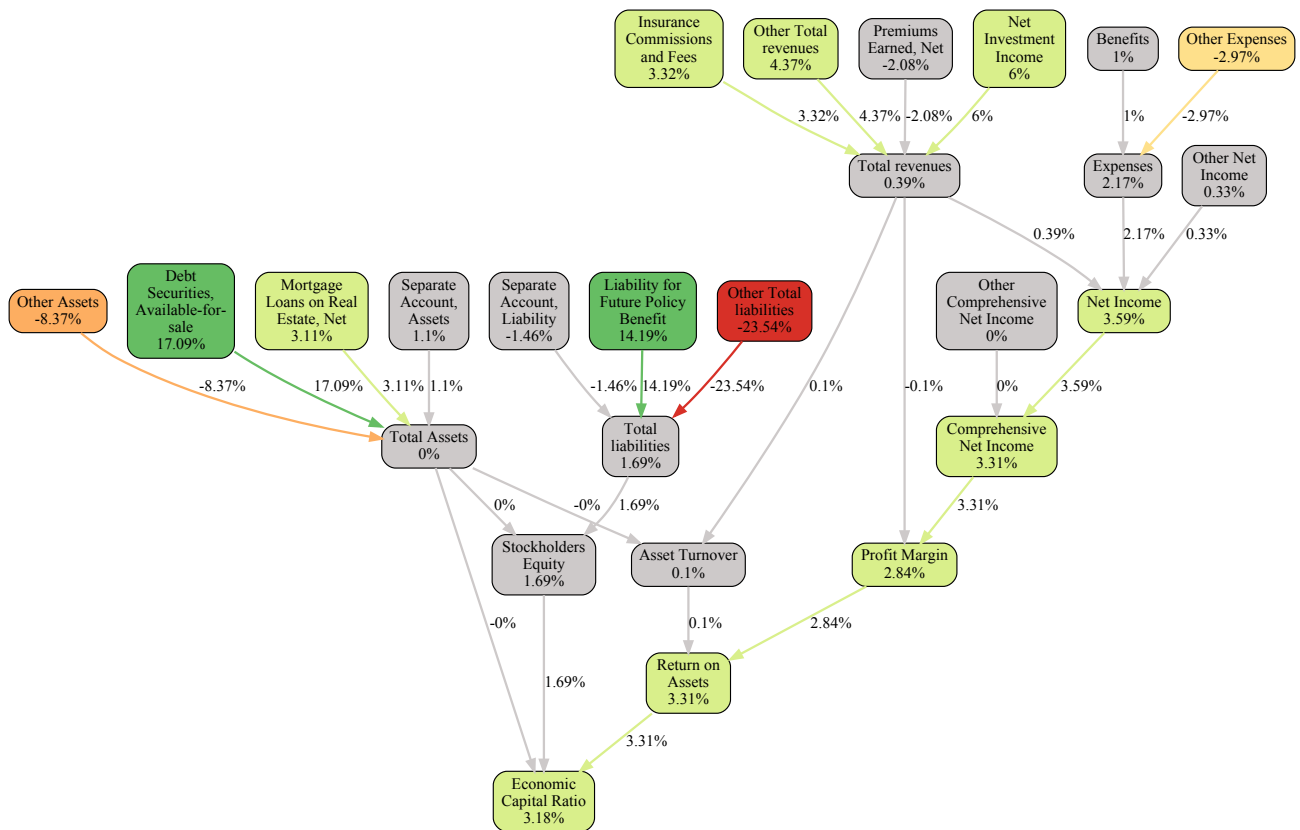 Insurance
Commissions
and Fees
3.32%
Other Total
revenues
4.37%
Premiums
Earned, Net
-2.08%
Net
Investment
Income
6%
Benefits
1%
Other Expenses
-2.97%
3.32%
4.37%
-2.08%
6%
1%
-2.97%
Total revenues
0.39%
Expenses
2.17%
Other Net
Income
0.33%
0.39%
2.17%
0.33%
Other Assets
-8.37%
Debt
Securities,
Available-for-
sale
17.09%
Mortgage
Loans on Real
Estate, Net
3.11%
Separate
Account,
Assets
1.1%
Separate
Account,
Liability
-1.46%
Liability for
Future Policy
Benefit
14.19%
Other Total
liabilities
-23.54%
Other
Comprehensive
Net Income
0%
Net Income
3.59%
-8.37%
17.09%
3.11%
1.1%
-1.46%
14.19%
-23.54%
0.1%
-0.1%
0%
3.59%
Total Assets
0%
Total
liabilities
1.69%
Comprehensive
Net Income
3.31%
0%
-0%
1.69%
3.31%
Stockholders
Equity
1.69%
Asset Turnover
0.1%
Profit Margin
2.84%
-0%
0.1%
2.84%
1.69%
Return on
Assets
3.31%
3.31%
Economic
Capital Ratio
3.18%